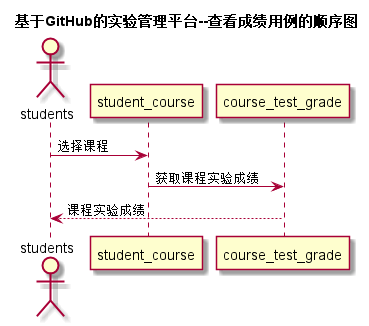 基于GitHub的实验管理平台--查看成绩用例的顺序图
students
student_course
course_test_grade
选择课程
获取课程实验成绩
课程实验成绩
students
student_course
course_test_grade